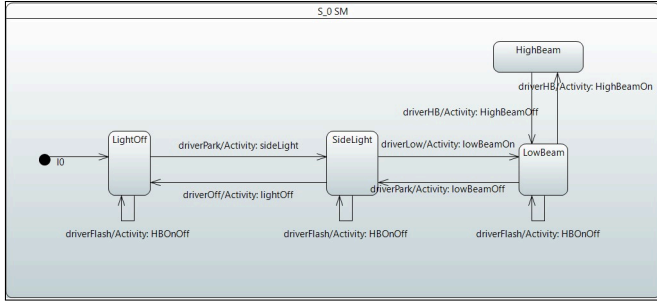 S_0 SM
HighBeam
driverHB/Activity: HighBeamOn
driverHB/Activity: HighBeamOff
LightOff
driverPark/Activity: sideLight
SideLight
driverLow/Activity: lowBeamOn
LowBeam
I0
driverOff/Activity: lightOff
driverPark/Activity: lowBeamOff
driverFlash/Activity: HBOnOff
driverFlash/Activity: HBOnOff
driverFlash/Activity: HBOnOff